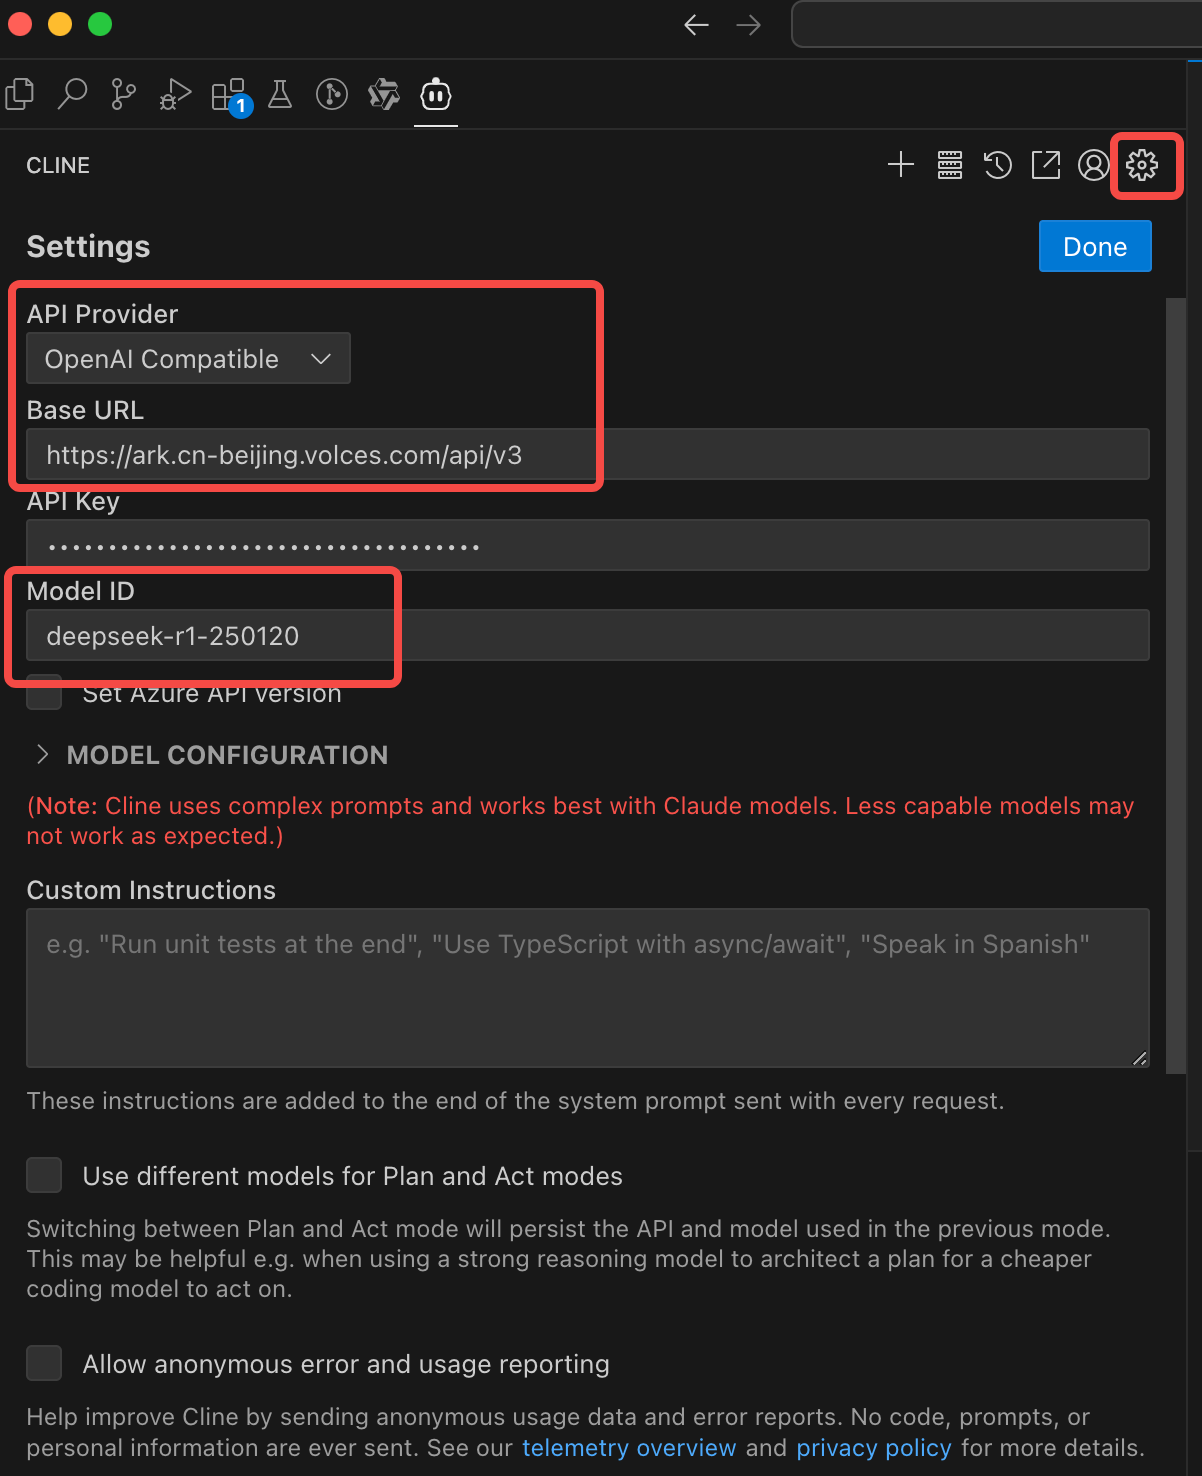 1
CLINE
Settings
Done
API Provider
OpenAI Compatible
Base URL
https://ark.cn-beijing.volces.com/api/v3
API Key
••••••••••••••••••••••••••••••••••••
Model ID
deepseek-r1-250120
Set Azure API version
MODEL CONFIGURATION
(Note: Cline uses complex prompts and works best with Claude models. Less capable models may
not work as expected.)
Custom Instructions
e.g. "Run unit tests at the end", "Use TypeScript with async/await", "Speak in Spanish"
These instructions are added to the end of the system prompt sent with every request.
Use different models for Plan and Act modes
Switching between Plan and Act mode will persist the API and model used in the previous mode.
This may be helpful e.g. when using a strong reasoning model to architect a plan for a cheaper
coding model to act on.
Allow anonymous error and usage reporting
Help improve Cline by sending anonymous usage data and error reports. No code, prompts, or
personal information are ever sent. See our telemetry overview and privacy policy for more details.